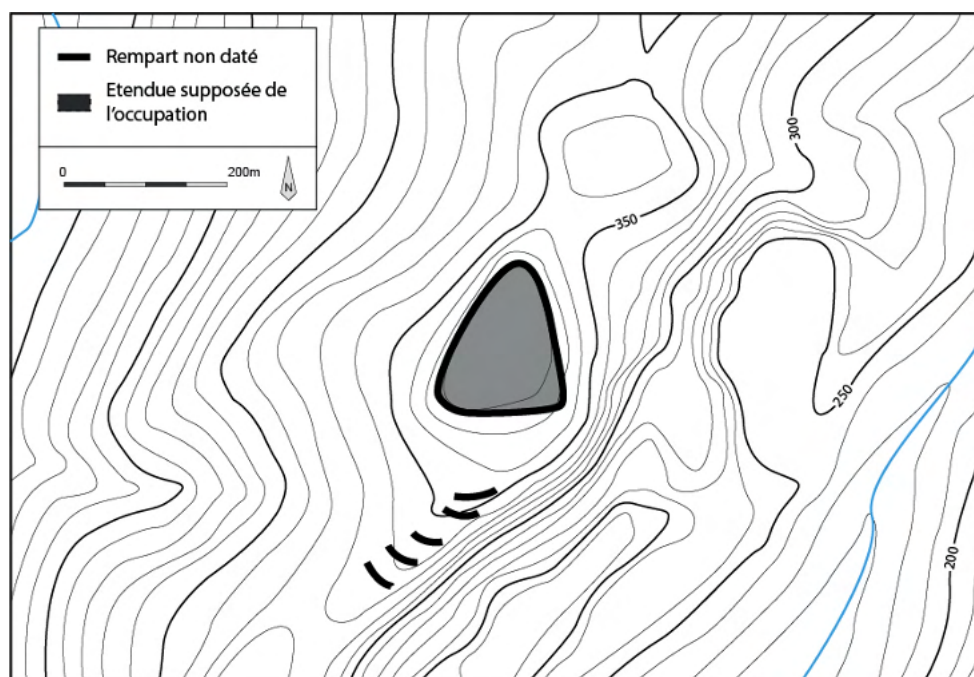 Rempart non daté
Etendue supposée de
l'occupation
0 200m
N
300
350
250
200